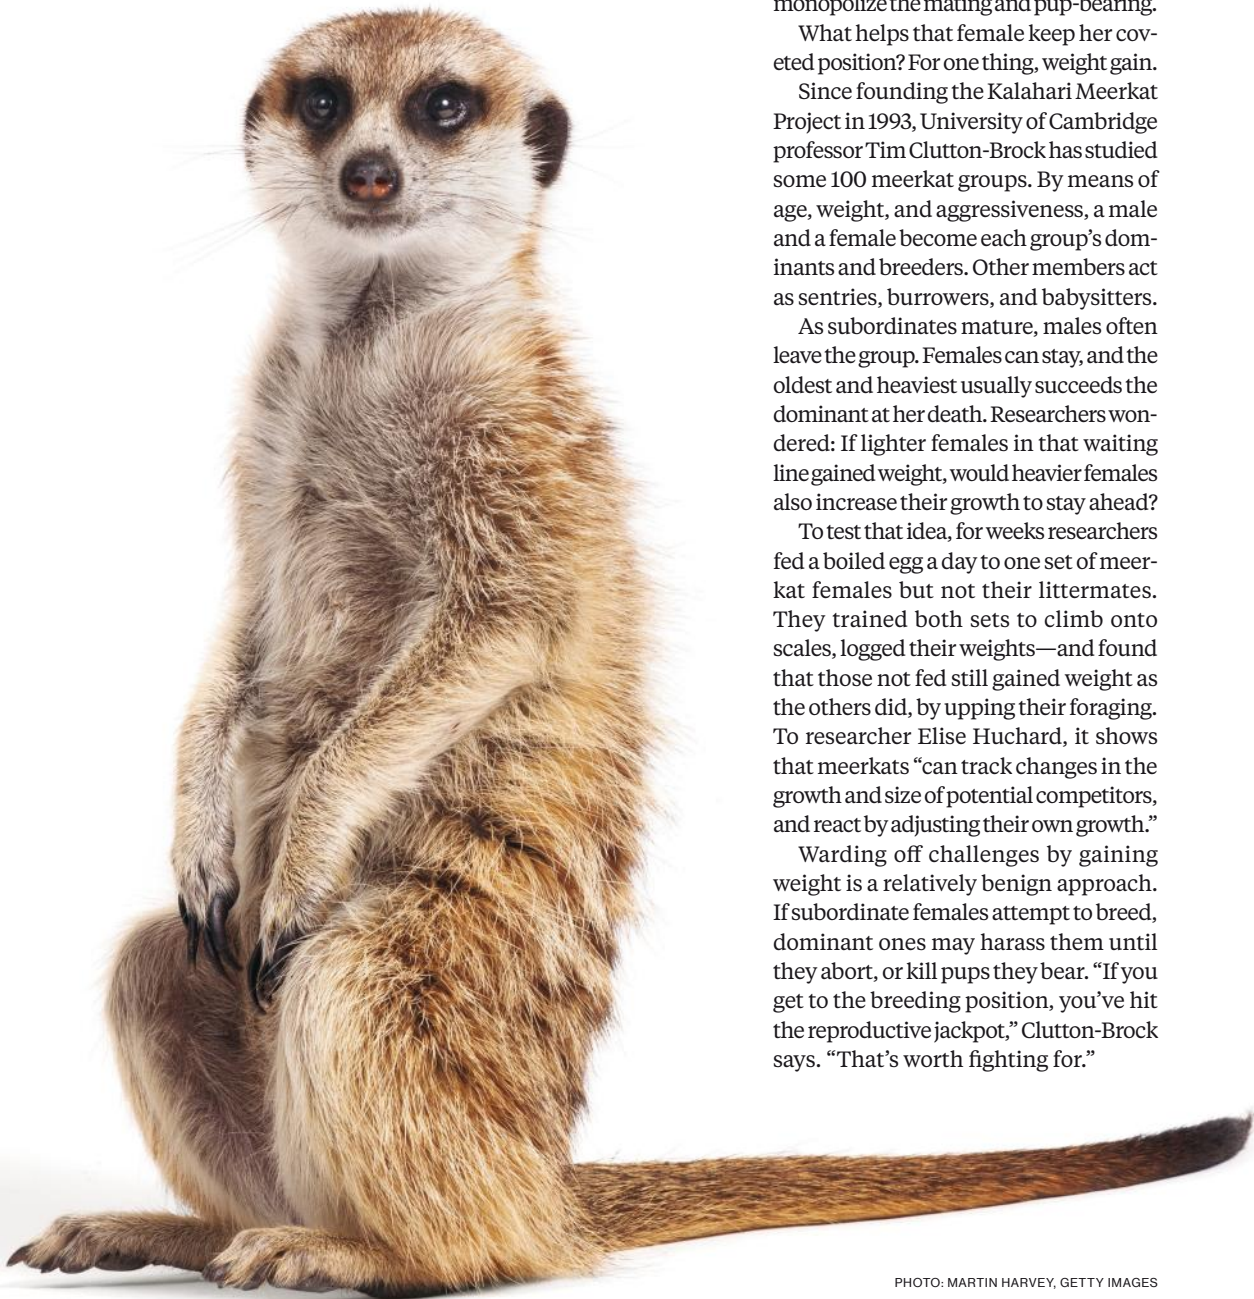 monopolize the mating and pup-bearing.
What helps that female keep her cov-
eted position? For one thing, weight gain.
Since founding the Kalahari Meerkat
Project in 1993, University of Cambridge
professor Tim Clutton-Brock has studied
some 100 meerkat groups. By means of
age, weight, and aggressiveness, a male
and a female become each group’s dom-
inants and breeders. Other members act
as sentries, burrowers, and babysitters.
As subordinates mature, males often
leave the group. Females can stay, and the
oldest and heaviest usually succeeds the
dominant at her death. Researchers won-
dered: If lighter females in that waiting
line gained weight, would heavier females
also increase their growth to stay ahead?
To test that idea, for weeks researchers
fed a boiled egg a day to one set of meer-
kat females but not their littermates.
They trained both sets to climb onto
scales, logged their weights—and found
that those not fed still gained weight as
the others did, by upping their foraging.
To researcher Elise Huchard, it shows
that meerkats “can track changes in the
growth and size of potential competitors,
and react by adjusting their own growth.”
Warding off challenges by gaining
weight is a relatively benign approach.
If subordinate females attempt to breed,
dominant ones may harass them until
they abort, or kill pups they bear. “If you
get to the breeding position, you’ve hit
the reproductive jackpot,” Clutton-Brock
says. “That’s worth fighting for.”
PHOTO: MARTIN HARVEY, GETTY IMAGES